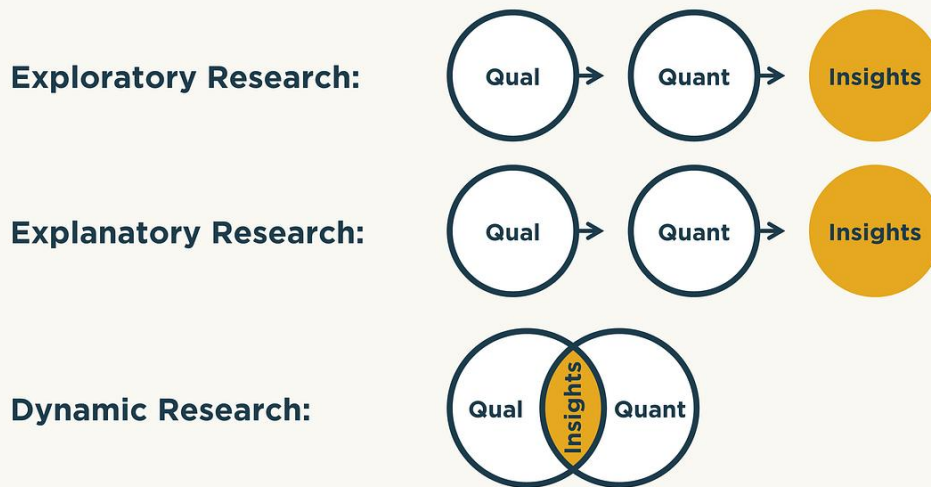 Exploratory Research: Qual Quant Insights
Explanatory Research: Qual Quant Insights
Dynamic Research: Qual Insights Quant